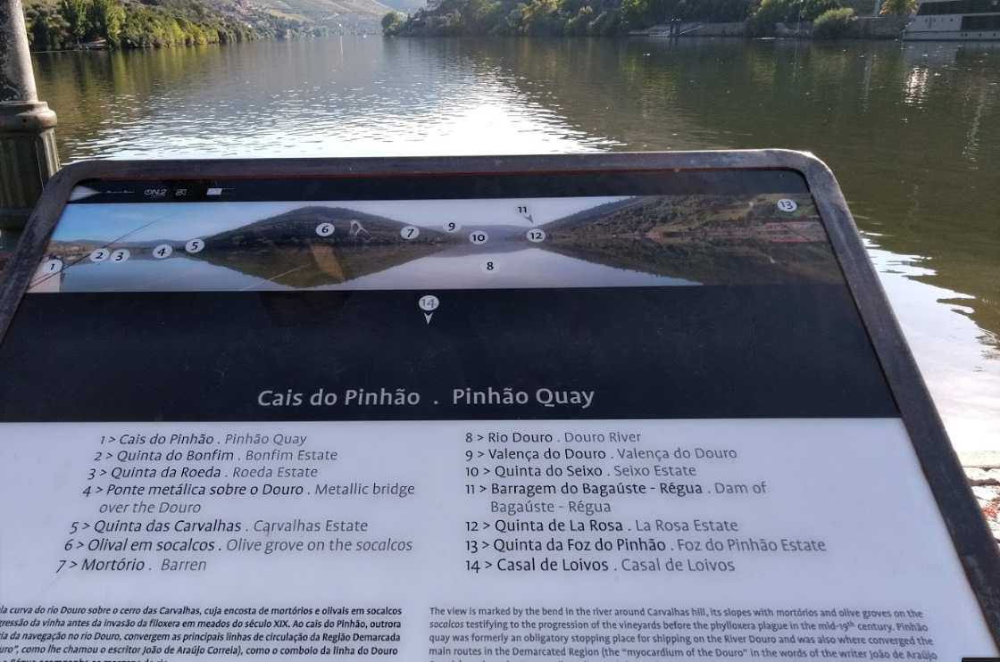 ON.2
11
13
6
7
9
10
12
5
4
2
3
1
8
14
Cais do Pinhão . Pinhão Quay
1 > Cais do Pinhão . Pinhão Quay
2 > Quinta do Bonfim . Bonfim Estate
3 > Quinta da Roeda . Roeda Estate
4 > Ponte metálica sobre o Douro . Metallic bridge
over the Douro
5 > Quinta das Carvalhas . Carvalhas Estate
6 > Olival em socalcos . Olive grove on the socalcos
7 > Mortório . Barren
8 > Rio Douro . Douro River
9 > Valença do Douro . Valença do Douro
10 > Quinta do Seixo . Seixo Estate
11 > Barragem do Bagaúste - Régua . Dam of
Bagaúste - Régua
12 > Quinta de La Rosa . La Rosa Estate
13 > Quinta da Foz do Pinhão . Foz do Pinhão Estate
14 > Casal de Loivos . Casal de Loivos
curva do rio Douro sobre o cerro das Carvalhas, cuja encosta de mortórios e olivais em socalcos
da vinha antes da invasão da filoxera em meados do século XIX. Ao cais do Pinhão, outrora
da navegação no rio Douro, convergem as principais linhas de circulação da Região Demarcada
como lhe chamou o escritor João de Araújo Correia), como o comboio da linha do Douro
The view is marked by the bend in the river around Carvalhas hill, its slopes with mortórios and olive groves on the
socalcos testifying to the progression of the vineyards before the phylloxera plague in the mid-19th century. Pinhão
quay was formerly an obligatory stopping place for shipping on the River Douro and was also where converged the
main routes in the Demarcated Region (the "myocardium of the Douro" in the words of the writer João de Araújo